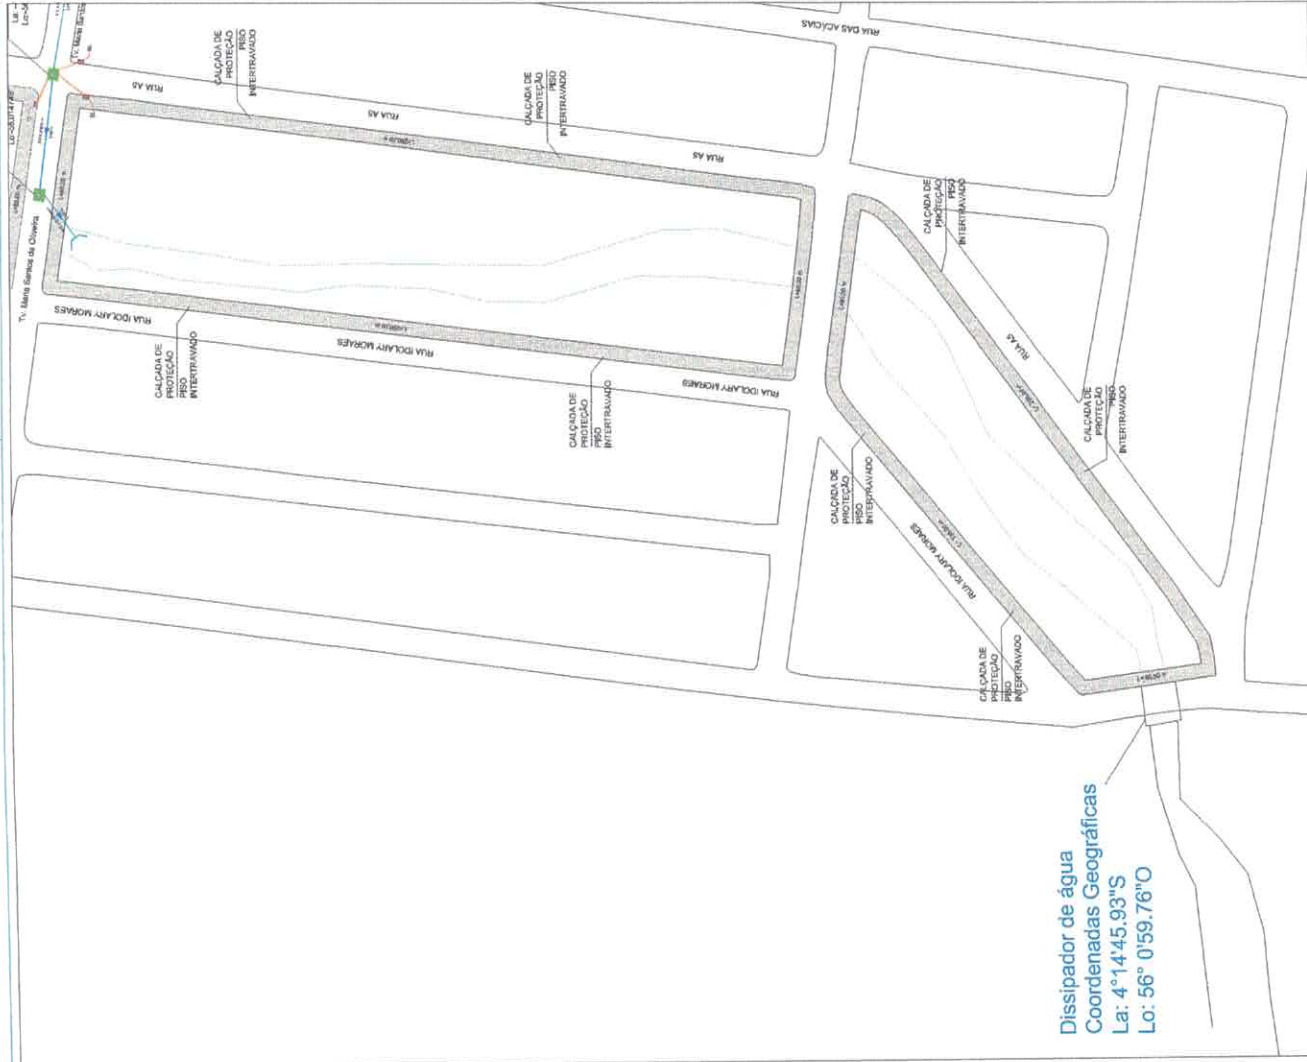 Tv. Maria Santos de Oliveira
Tv. Maria Santos
CALÇADA DE
PROTEÇÃO
PISO
INTERTRAVADO
CALÇADA DE
PROTEÇÃO
PISO
INTERTRAVADO
RUA A5
RUA A5
RUA A5
RUA DAS ACÁCIAS
RUA IDOLARY MORAES
RUA IDOLARY MORAES
RUA IDOLARY MORAES
CALÇADA DE
PROTEÇÃO
PISO
INTERTRAVADO
CALÇADA DE
PROTEÇÃO
PISO
INTERTRAVADO
CALÇADA DE
PROTEÇÃO
PISO
INTERTRAVADO
RUA A5
CALÇADA DE
PROTEÇÃO
PISO
INTERTRAVADO
CALÇADA DE
PROTEÇÃO
PISO
INTERTRAVADO
RUA IDOLARY MORAES
CALÇADA DE
PROTEÇÃO
PISO
INTERTRAVADO
Dissipador de água
Coordenadas Geográficas
La: 4°14'45.93"S
Lo: 56° 0'59.76"O